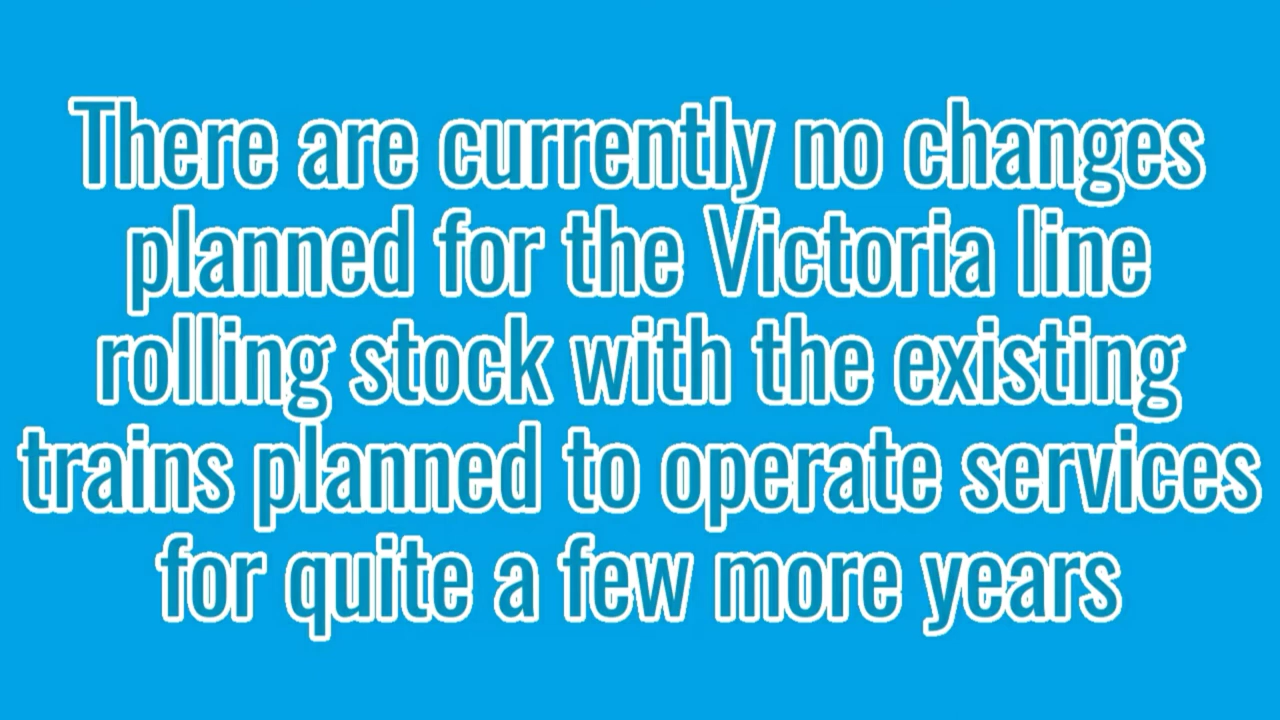 There are currently no changes
planned for the Victoria line
rolling stock with the existing
trains planned to operate services
for quite a few more years